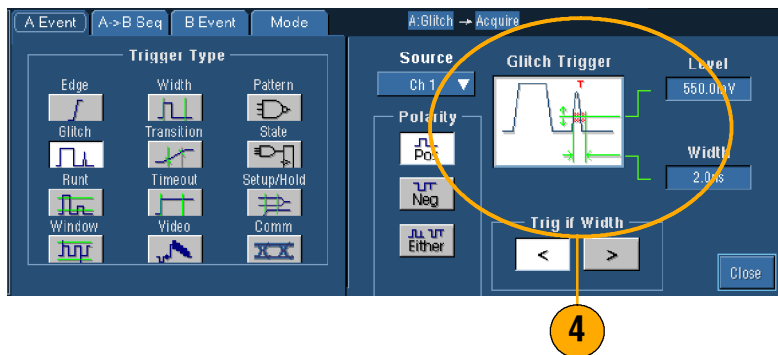 A Event A->B Seq B Event Mode A:Glitch → Acquire
Trigger Type
Edge Width Pattern
Glitch Transition State
Runt Timeout Setup/Hold
Window Video Comm
Source
Ch 1
Polarity
Pos
Neg
Either
Glitch Trigger
T
Level
550.0mV
Width
2.0ns
Trig if Width
< >
Close
4